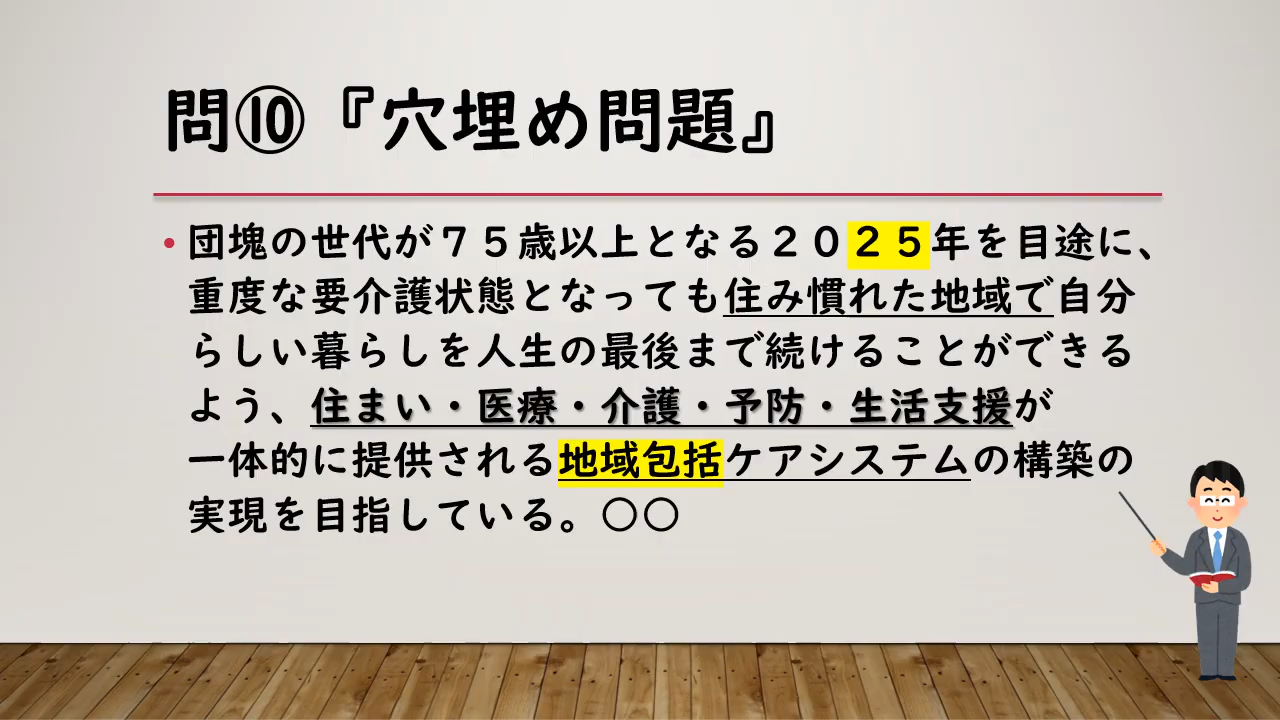 問⑩『穴埋め問題』
・団塊の世代が７５歳以上となる２０２５年を目途に、
重度な要介護状態となっても住み慣れた地域で自分
らしい暮らしを人生の最後まで続けることができる
よう、住まい・医療・介護・予防・生活支援が
一体的に提供される地域包括ケアシステムの構築の
実現を目指している。〇〇